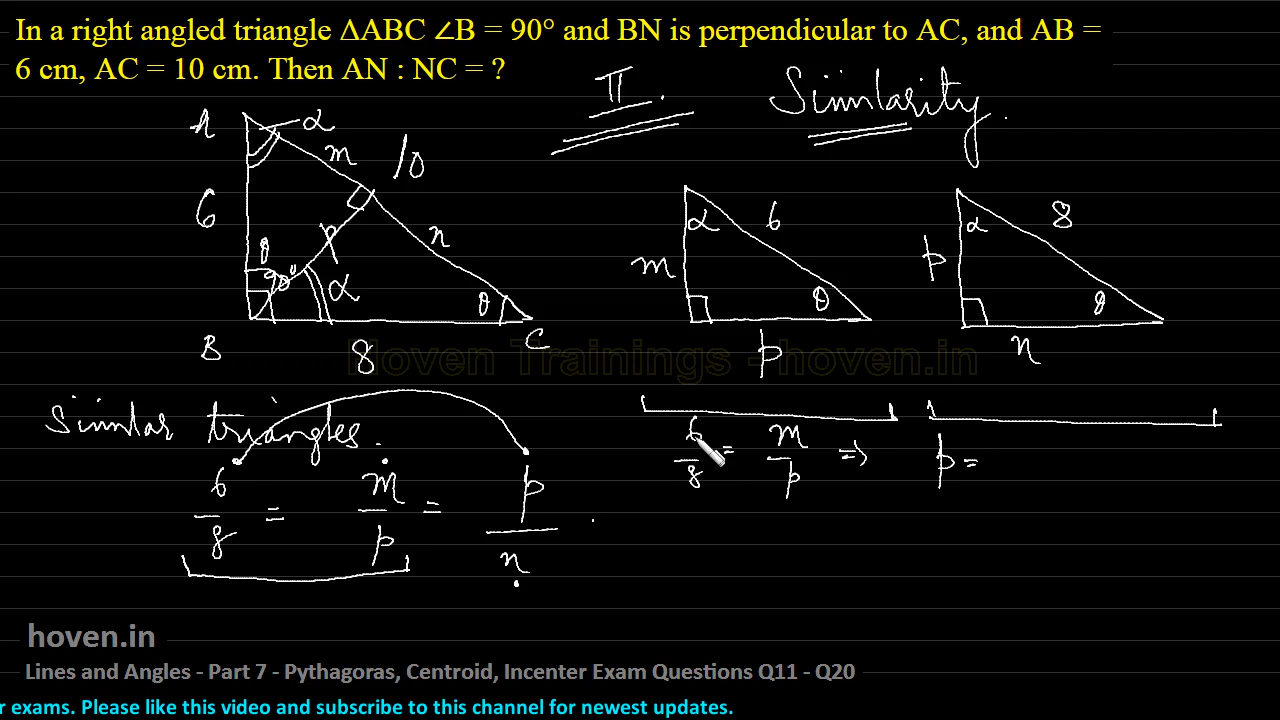 In a right angled triangle ΔABC ∠B = 90° and BN is perpendicular to AC, and AB =
6 cm, AC = 10 cm. Then AN : NC = ?
II.
Similarity.
A
α
m
10
6
θ
90°
p
n
α
θ
B
8
C
α
6
m
θ
p
α
8
p
θ
n
Hoven Trainings - hoven.in
Similar triangles.
6/8 = m/p = p/n
6/8 = m/p ⇒ p =
hoven.in
Lines and Angles - Part 7 - Pythagoras, Centroid, Incenter Exam Questions Q11 - Q20
r exams. Please like this video and subscribe to this channel for newest updates.